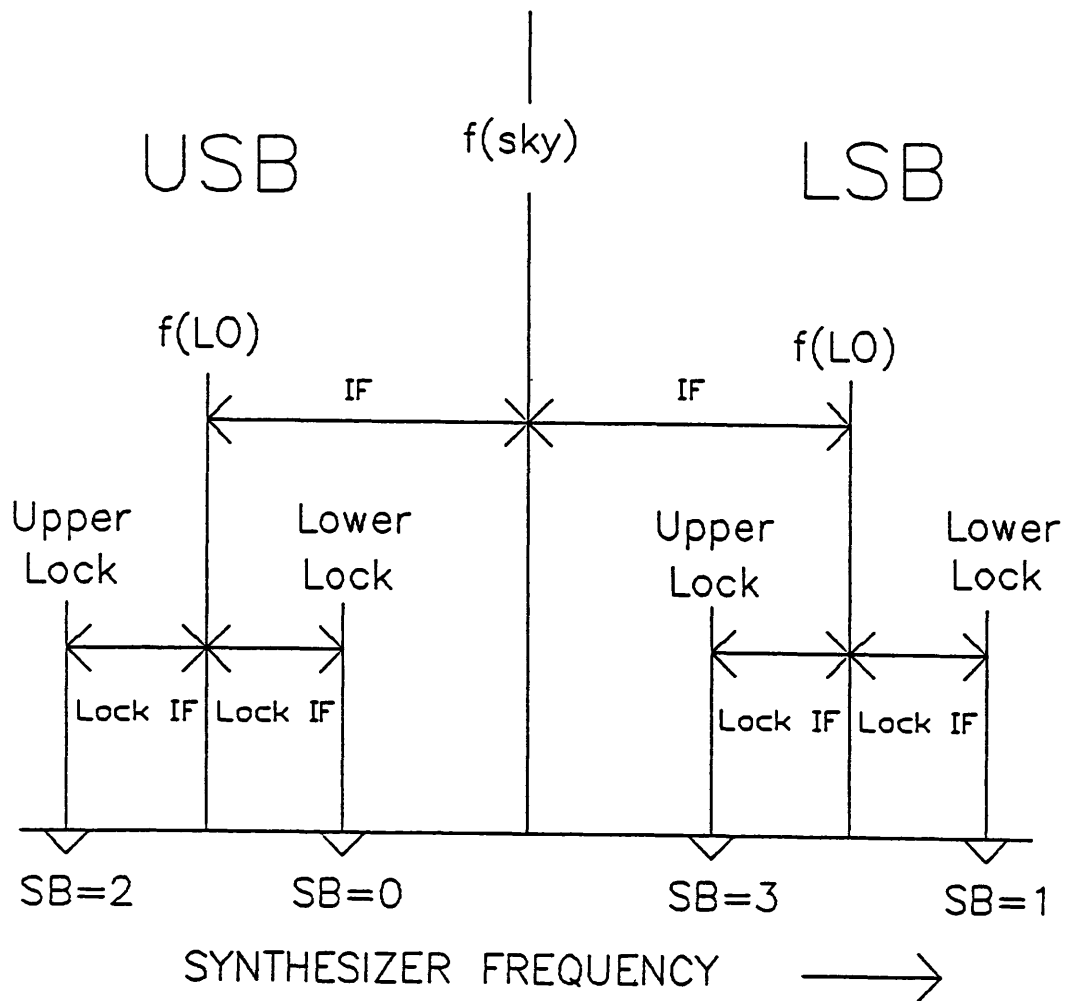 f(sky)
USB
LSB
f(LO)
f(LO)
IF
IF
Upper
Lock
Lower
Lock
Upper
Lock
Lower
Lock
Lock IF
Lock IF
Lock IF
Lock IF
SB=2
SB=0
SB=3
SB=1
SYNTHESIZER FREQUENCY